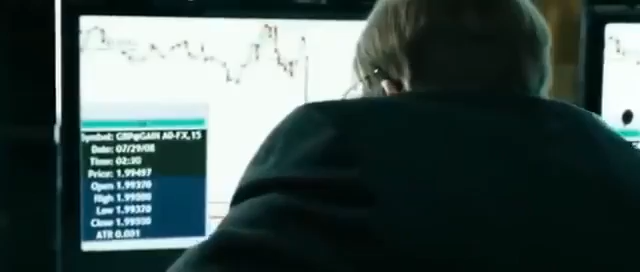 Symbol: GBP@GAIN A0-FX,15
Date: 07/29/08
Time: 02:30
Price: 1.99497
Open 1.99370
High 1.99500
Low 1.99370
Close 1.99500
ATR 0.001